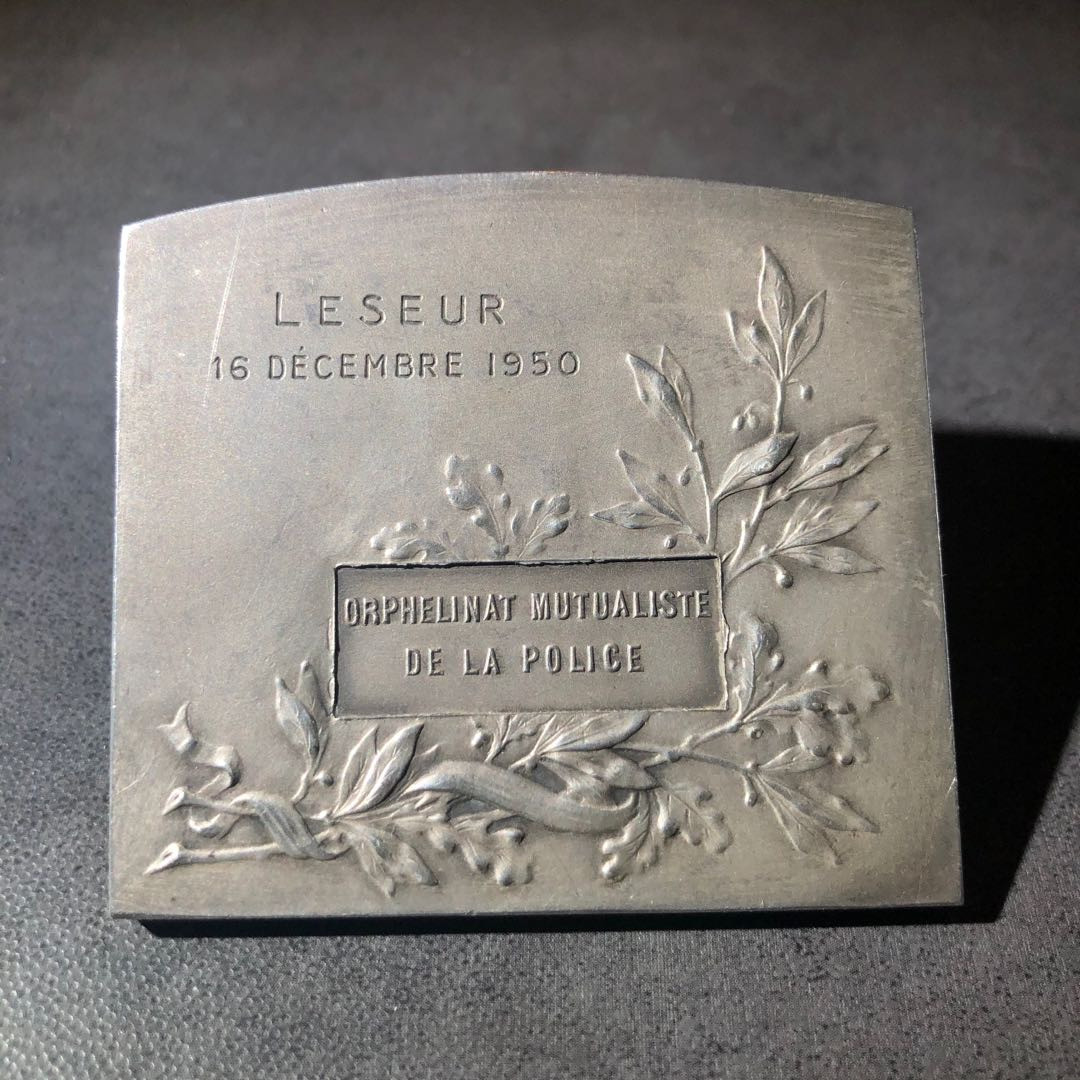 LESEUR
16 DÉCEMBRE 1950
ORPHELINAT MUTUALISTE
DE LA POLICE